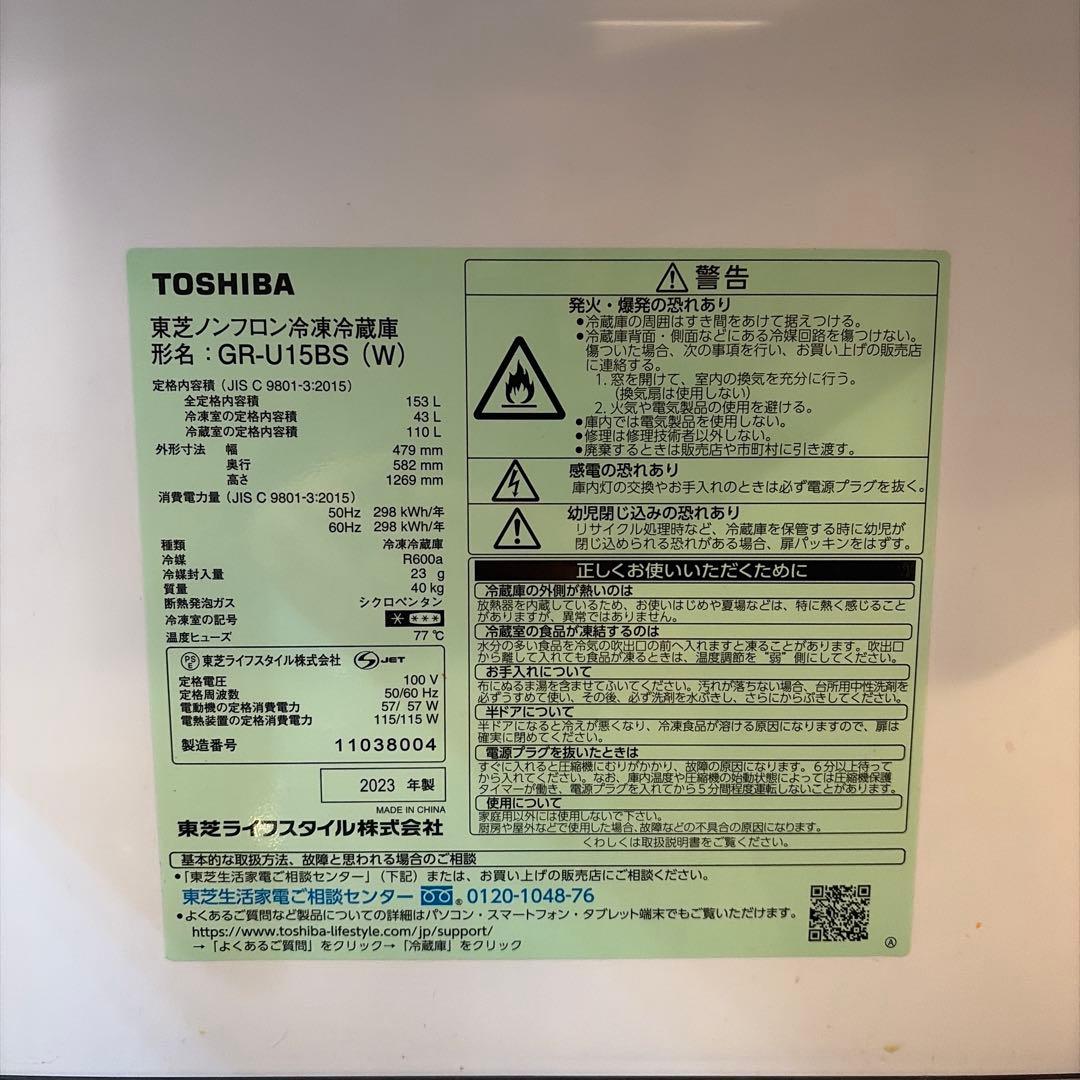 TOSHIBA
東芝ノンフロン冷凍冷蔵庫
形名：GR-U15BS（W）
定格内容積（JIS C 9801-3:2015）
全定格内容積 153 L
冷凍室の定格内容積 43 L
冷蔵室の定格内容積 110 L
外形寸法 幅 479 mm
奥行 582 mm
高さ 1269 mm
消費電力量（JIS C 9801-3:2015）
50Hz 298 kWh/年
60Hz 298 kWh/年
種類 冷凍冷蔵庫
冷媒 R600a
冷媒封入量 23 g
質量 40 kg
断熱発泡ガス シクロペンタン
冷凍室の記号 ＊ ＊＊＊
温度ヒューズ 77 ℃
PSE 東芝ライフスタイル株式会社 JET
定格電圧 100 V
定格周波数 50/60 Hz
電動機の定格消費電力 57/ 57 W
電熱装置の定格消費電力 115/115 W
製造番号 11038004
2023 年製
MADE IN CHINA
東芝ライフスタイル株式会社
警告
発火・爆発の恐れあり
●冷蔵庫の周囲はすき間をあけて据えつける。
●冷蔵庫背面・側面などにある冷媒回路を傷つけない。
傷ついた場合、次の事項を行い、お買い上げの販売店
に連絡する。
1. 窓を開けて、室内の換気を充分に行う。
（換気扇は使用しない）
2. 火気や電気製品の使用を避ける。
●庫内では電気製品を使用しない。
●修理は修理技術者以外しない。
●廃棄するときは販売店や市町村に引き渡す。
感電の恐れあり
庫内灯の交換やお手入れのときは必ず電源プラグを抜く。
幼児閉じ込みの恐れあり
リサイクル処理時など、冷蔵庫を保管する時に幼児が
閉じ込められる恐れがある場合、扉パッキンをはずす。
正しくお使いいただくために
冷蔵庫の外側が熱いのは
放熱器を内蔵しているため、お使いはじめや夏場などは、特に熱く感じること
がありますが、異常ではありません。
冷蔵室の食品が凍結するのは
水分の多い食品を冷気の吹出口の前へ入れますと凍ることがあります。吹出口
から離して入れても食品が凍るときは、温度調節を“弱”側にしてください。
お手入れについて
布にぬるま湯を含ませてふいてください。汚れが落ちない場合、台所用中性洗剤を
必ずうすめて使い、その後、必ず洗剤を水ぶきし、さらにからぶきしてください。
半ドアについて
半ドアになると冷えが悪くなり、冷凍食品が溶ける原因になりますので、扉は
確実に閉めてください。
電源プラグを抜いたときは
すぐに入れると圧縮機にむりがかかり、故障の原因になります。6分以上待って
から入れてください。なお、庫内温度や圧縮機の始動状態によっては圧縮機保護
タイマーが働き、電源プラグを入れてから5分間程度運転しないことがあります。
使用について
家庭用以外には使用しないで下さい。
厨房や屋外などで使用した場合、故障などの不具合の原因になります。
くわしくは取扱説明書をご覧ください。
基本的な取扱方法、故障と思われる場合のご相談
●「東芝生活家電ご相談センター」（下記）または、お買い上げの販売店にご相談ください。
東芝生活家電ご相談センター ® 0120-1048-76
●よくあるご質問など製品についての詳細はパソコン・スマートフォン・タブレット端末でもご覧いただけます。
https://www.toshiba-lifestyle.com/jp/support/
→「よくあるご質問」をクリック→「冷蔵庫」をクリック
Ⓐ